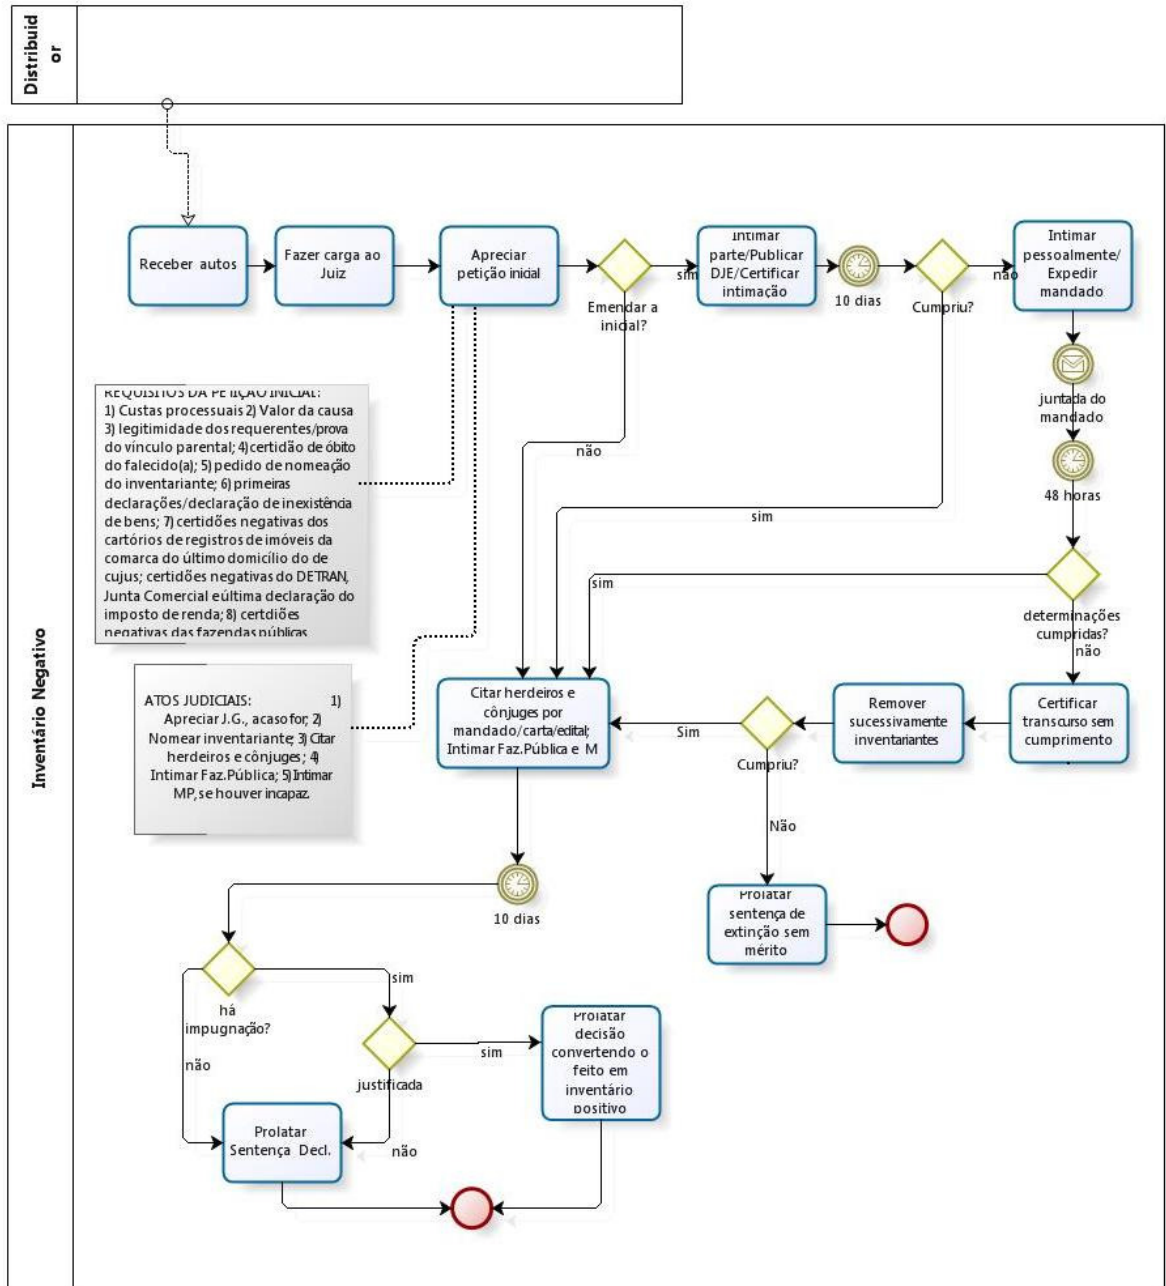 Distribuid
or
Inventário Negativo
Receber autos
Fazer carga ao
Juiz
Apreciar
petição inicial
Emendar a
inicial?
sim
Intimar
parte/Publicar
DJE/Certificar
intimação
10 dias
Cumpriu?
não
Intimar
pessoalmente/
Expedir
mandado
juntada do
mandado
48 horas
determinações
cumpridas?
não
sim
sim
não
REQUISITOS DA PETIÇÃO INICIAL:
1) Custas processuais 2) Valor da causa
3) legitimidade dos requerentes/prova
do vínculo parental; 4)certidão de óbito
do falecido(a); 5) pedido de nomeação
do inventariante; 6) primeiras
declarações/declaração de inexistência
de bens; 7) certidões negativas dos
cartórios de registros de imóveis da
comarca do último domicílio do de
cujus; certidões negativas do DETRAN,
Junta Comercial eúltima declaração do
imposto de renda; 8) certdiões
negativas das fazendas públicas
ATOS JUDICIAIS: 1)
Apreciar J.G., acaso for; 2)
Nomear inventariante; 3) Citar
herdeiros e cônjuges; 4)
Intimar Faz.Pública; 5)Intimar
MP, se houver incapaz.
Citar herdeiros e
cônjuges por
mandado/carta/edital;
Intimar Faz.Pública e M
Sim
Cumpriu?
Remover
sucessivamente
inventariantes
Certificar
transcurso sem
cumprimento
Não
Prolatar
sentença de
extinção sem
mérito
10 dias
há
impugnação?
sim
não
justificada
sim
não
Prolatar
decisão
convertendo o
feito em
inventário
positivo
Prolatar
Sentença Decl.